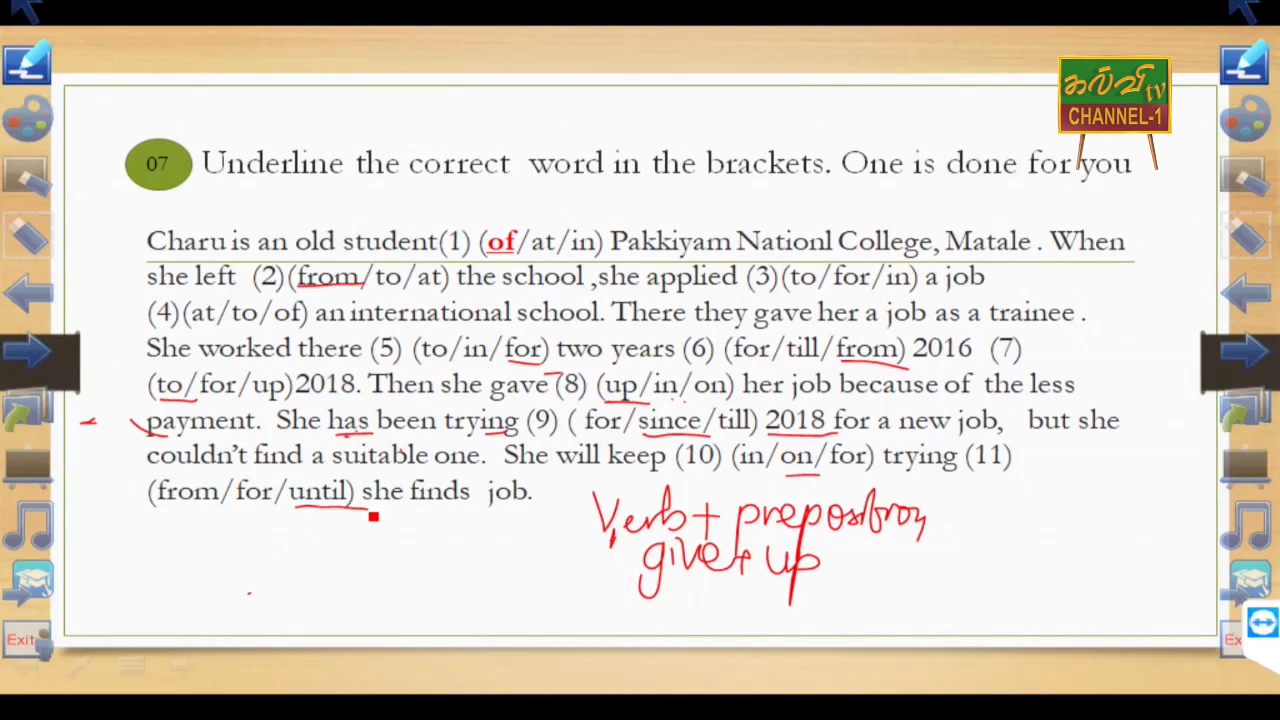 கல்வி tv
CHANNEL-1
07 Underline the correct word in the brackets. One is done for you
Charu is an old student(1) (of/at/in) Pakkiyam Nationl College, Matale . When
she left (2)(from/to/at) the school ,she applied (3)(to/for/in) a job
(4)(at/to/of) an international school. There they gave her a job as a trainee .
She worked there (5) (to/in/for) two years (6) (for/till/from) 2016 (7)
(to/for/up)2018. Then she gave (8) (up/in/on) her job because of the less
payment. She has been trying (9) ( for/since/till) 2018 for a new job, but she
couldn't find a suitable one. She will keep (10) (in/on/for) trying (11)
(from/for/until) she finds job.
Verb + preposition
give + up
Exit